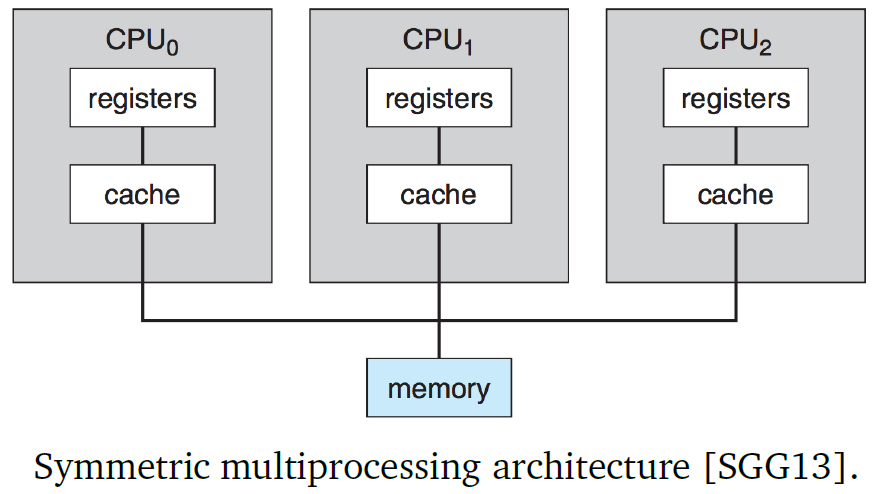 CPU₀ CPU₁ CPU₂
registers registers registers
cache cache cache
memory
Symmetric multiprocessing architecture [SGG13].